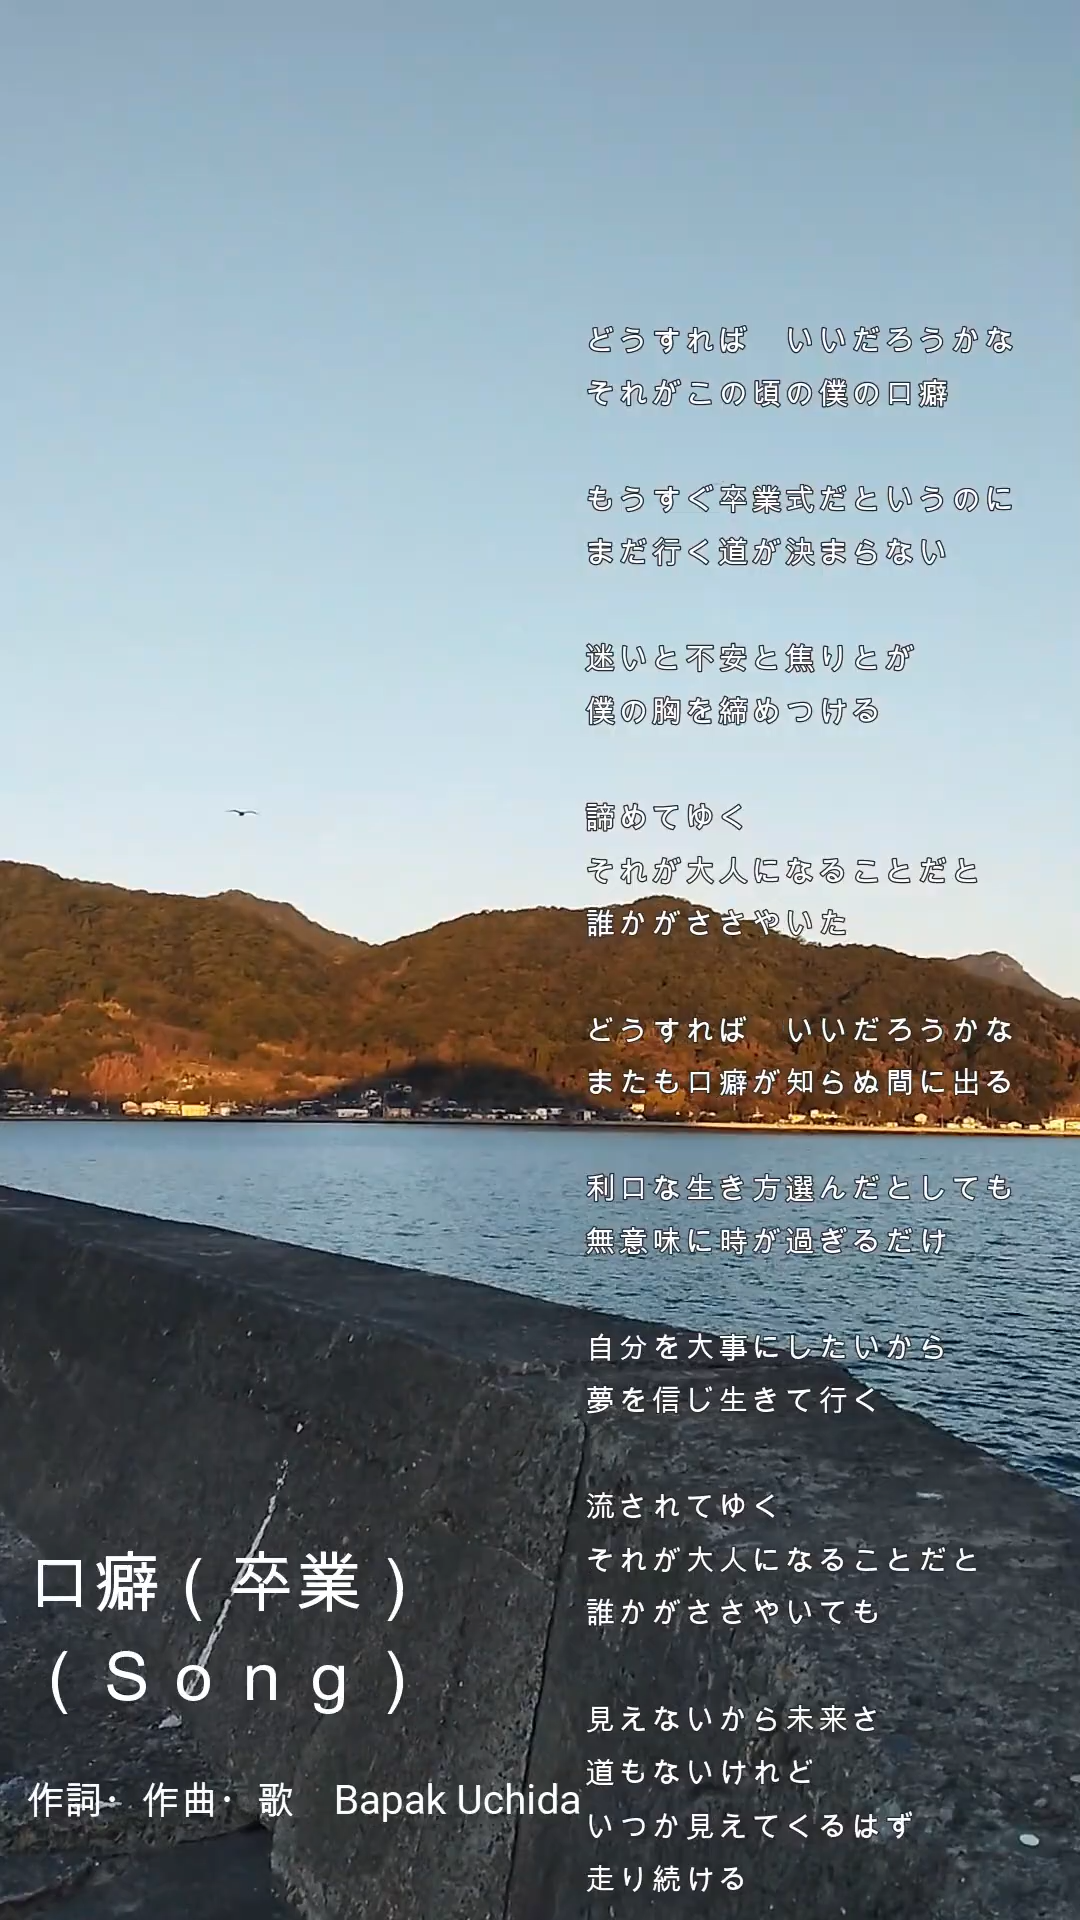 どうすれば　いいだろうかな
それがこの頃の僕の口癖
もうすぐ卒業式だというのに
まだ行く道が決まらない
迷いと不安と焦りとが
僕の胸を締めつける
諦めてゆく
それが大人になることだと
誰かがささやいた
どうすれば　いいだろうかな
またも口癖が知らぬ間に出る
利口な生き方選んだとしても
無意味に時が過ぎるだけ
自分を大事にしたいから
夢を信じ生きて行く
流されてゆく
それが大人になることだと
誰かがささやいても
見えないから未来さ
道もないけれど
いつか見えてくるはず
走り続ける
口癖（卒業）
（Ｓｏｎｇ）
作詞・作曲・歌　Bapak Uchida